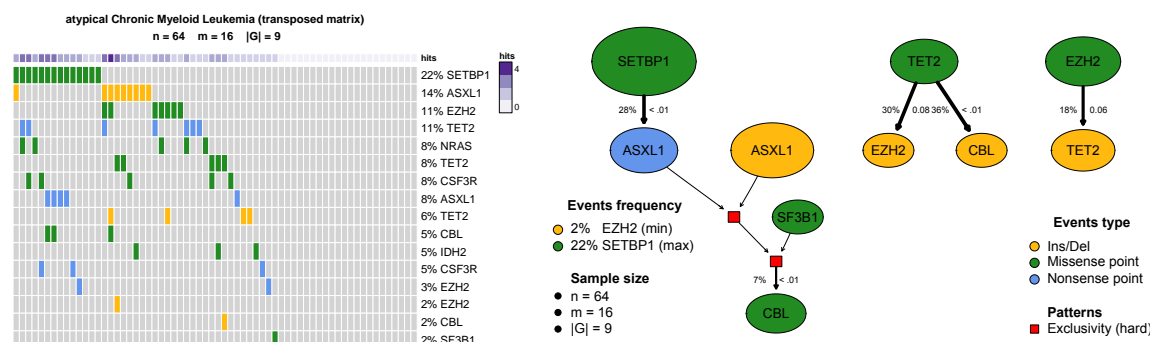 atypical Chronic Myeloid Leukemia (transposed matrix)
n = 64 m = 16 |G| = 9
hits
hits
4
0
22% SETBP1
14% ASXL1
11% EZH2
11% TET2
8% NRAS
8% TET2
8% CSF3R
8% ASXL1
6% TET2
5% CBL
5% IDH2
5% CSF3R
3% EZH2
2% EZH2
2% CBL
2% SF3B1
SETBP1
28% < .01
ASXL1
ASXL1
SF3B1
7% < .01
CBL
TET2
30% 0.08 36% < .01
EZH2
CBL
EZH2
18% 0.06
TET2
Events frequency
2% EZH2 (min)
22% SETBP1 (max)
Sample size
n = 64
m = 16
|G| = 9
Events type
Ins/Del
Missense point
Nonsense point
Patterns
Exclusivity (hard)